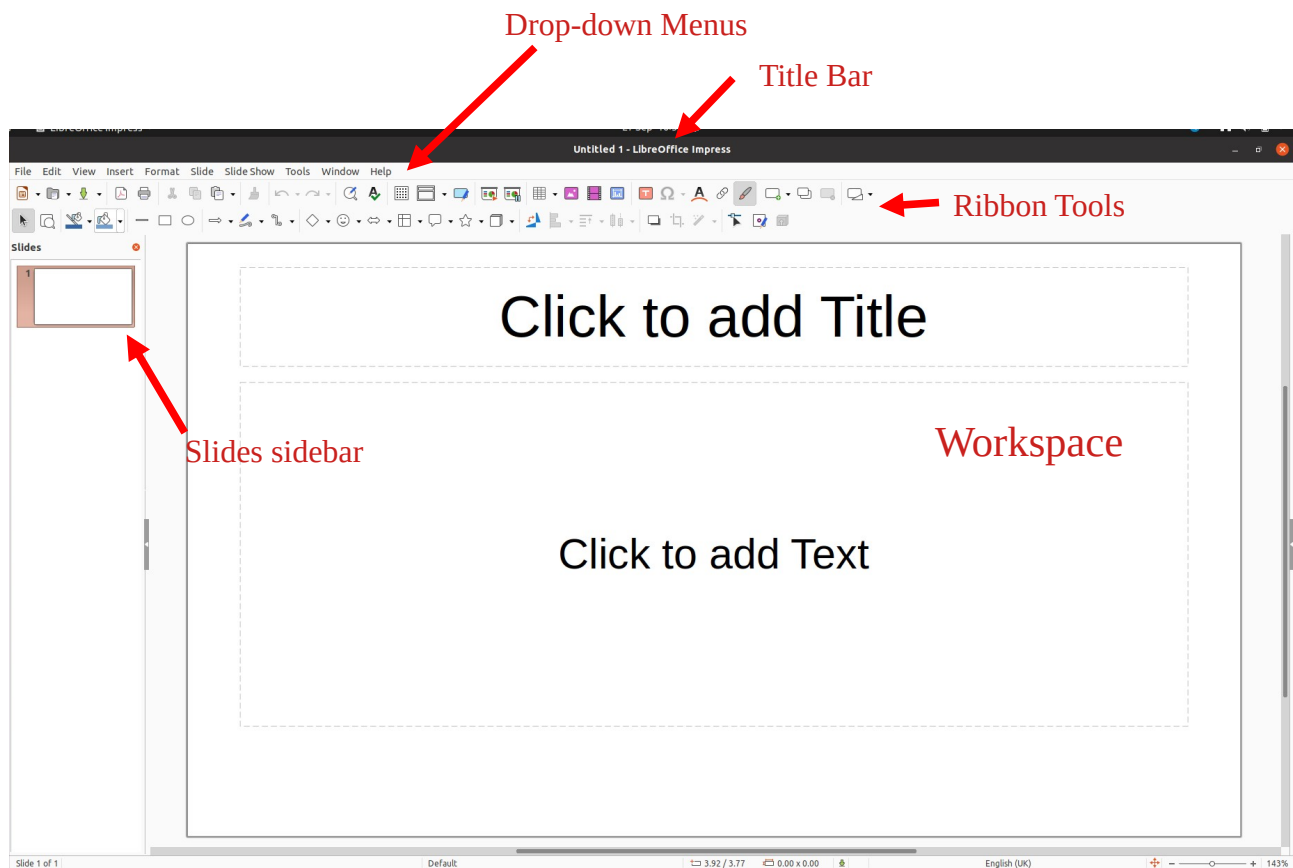 Drop-down Menus
Title Bar
LibreOffice Impress
Untitled 1 - LibreOffice Impress
File Edit View Insert Format Slide Slide Show Tools Window Help
Ribbon Tools
Slides
1
Click to add Title
Slides sidebar
Workspace
Click to add Text
Slide 1 of 1 Default 3.92 / 3.77 0.00 x 0.00 English (UK) 143%